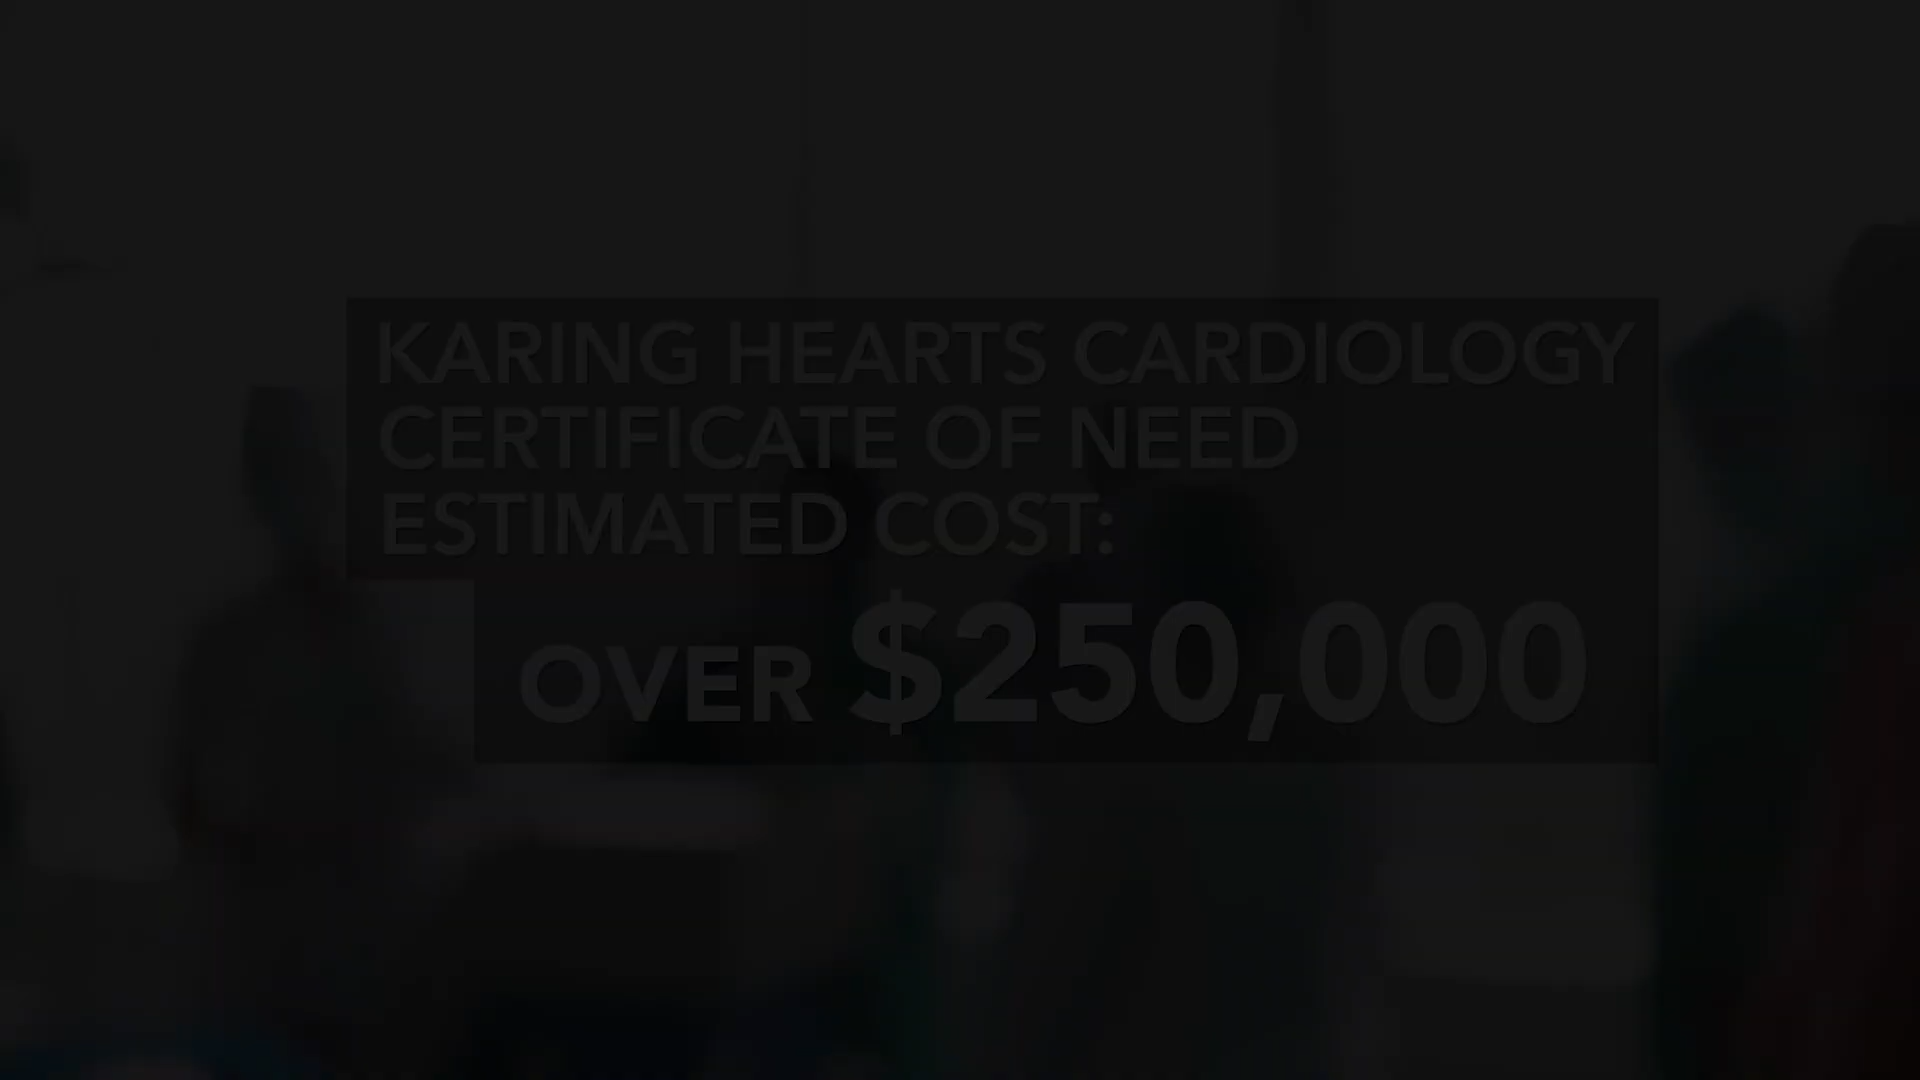 KARING HEARTS CARDIOLOGY
CERTIFICATE OF NEED
ESTIMATED COST:
OVER $250,000